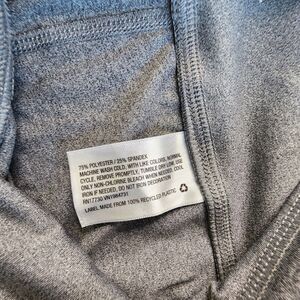 75% POLYESTER / 25% SPANDEX
MACHINE WASH COLD, WITH LIKE COLORS, NORMAL
CYCLE. REMOVE PROMPTLY, TUMBLE DRY LOW, USE
ONLY NON-CHLORINE BLEACH WHEN NEEDED, COOL
IRON IF NEEDED, DO NOT IRON DECORATION
RN17730 VN1964731
LABEL MADE FROM 100% RECYCLED PLASTIC